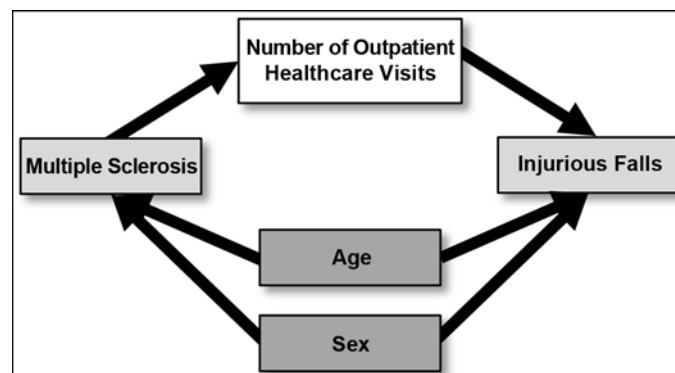 Number of Outpatient
Healthcare Visits
Multiple Sclerosis
Injurious Falls
Age
Sex